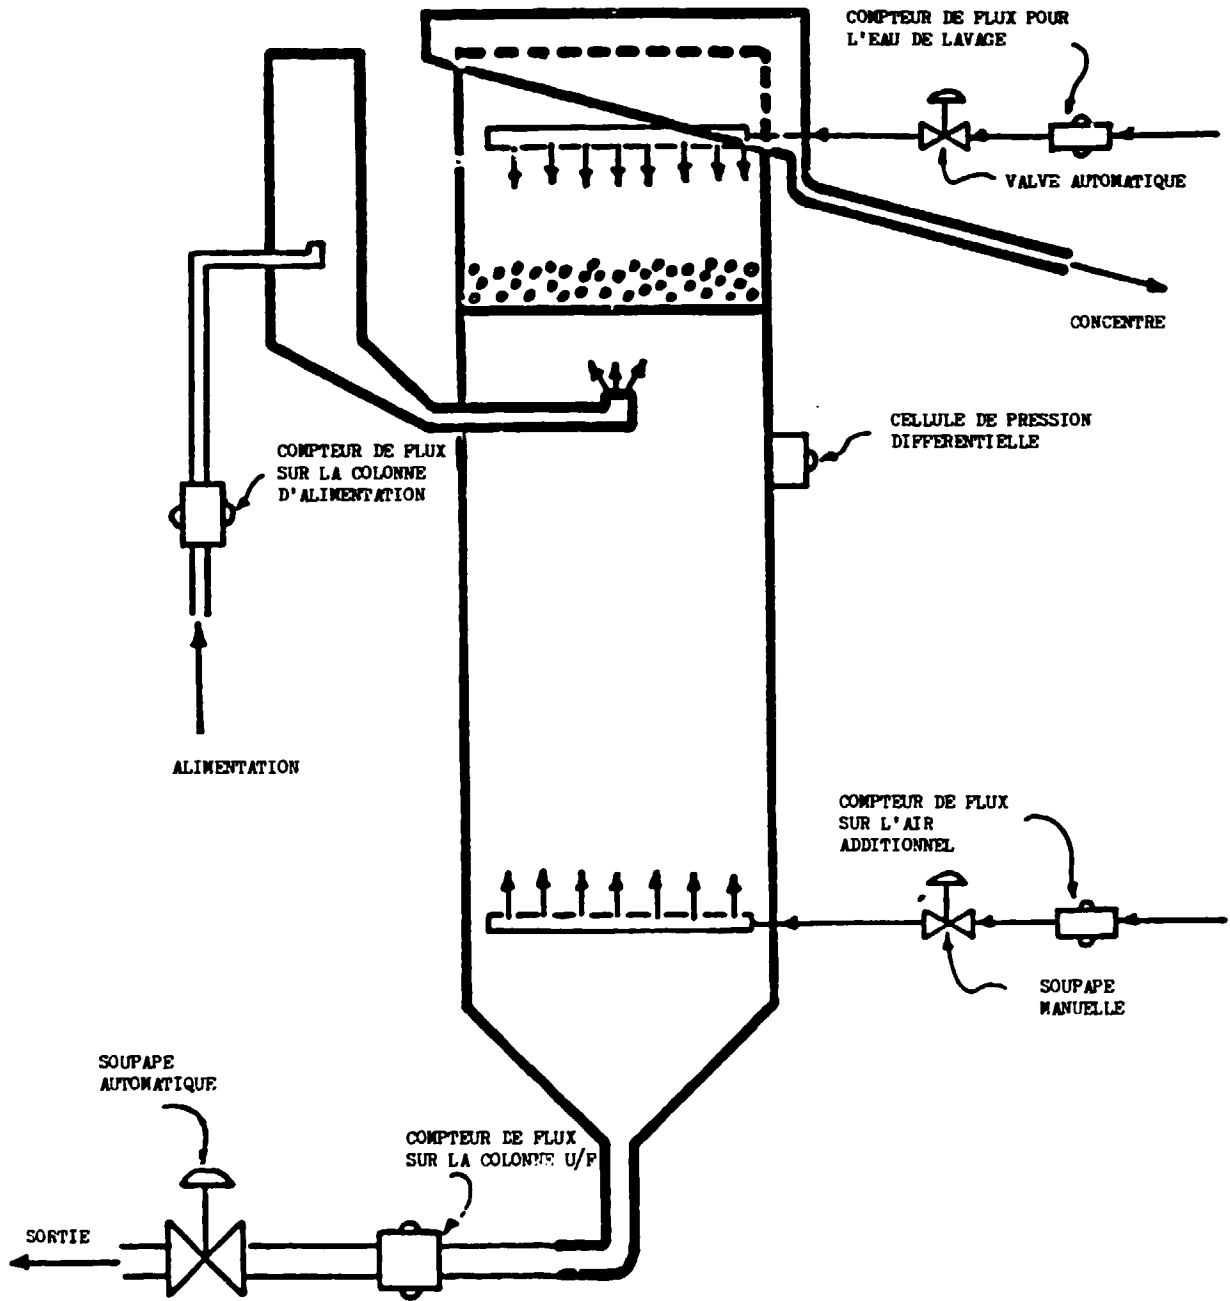 COMPTEUR DE FLUX POUR
L'EAU DE LAVAGE
VALVE AUTOMATIQUE
CONCENTRE
CELLULE DE PRESSION
DIFFERENTIELLE
COMPTEUR DE FLUX
SUR LA COLONNE
D'ALIMENTATION
ALIMENTATION
COMPTEUR DE FLUX
SUR L'AIR
ADDITIONNEL
SOUPAPE
MANUELLE
SOUPAPE
AUTOMATIQUE
COMPTEUR DE FLUX
SUR LA COLONNE U/F
SORTIE